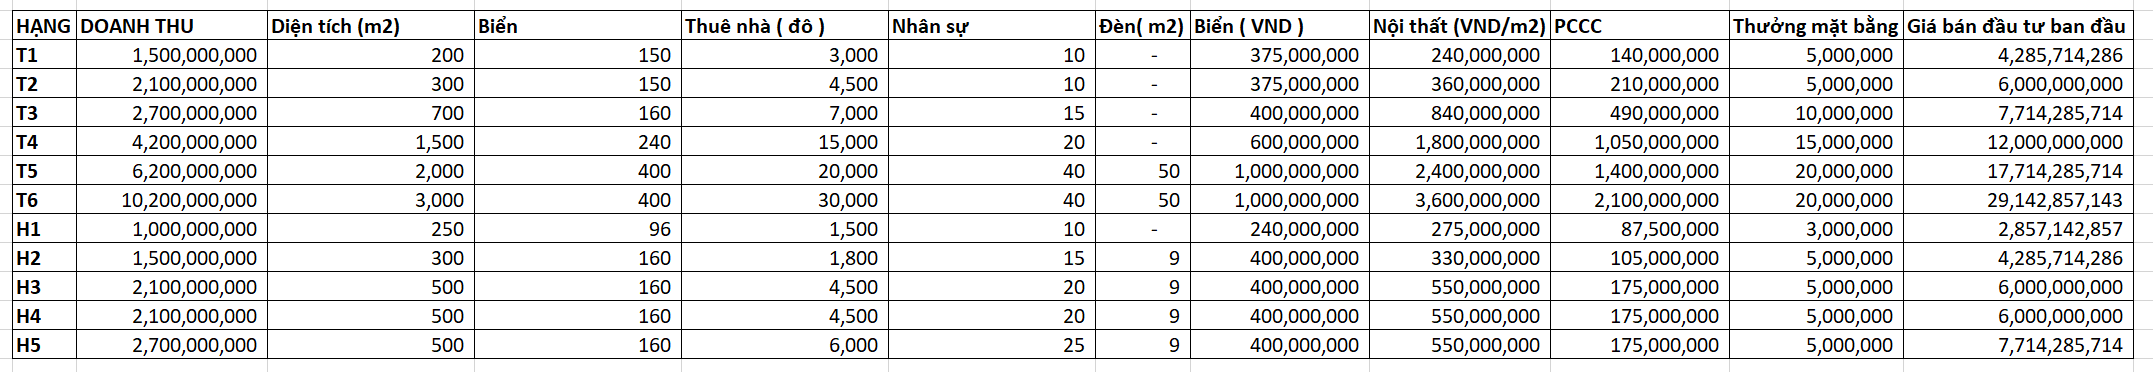 HẠNG DOANH THU Diện tích (m2) Biển Thuê nhà ( đô ) Nhân sự Đèn( m2) Biển ( VND ) Nội thất (VND/m2) PCCC Thưởng mặt bằng Giá bán đầu tư ban đầu
T1 1,500,000,000 200 150 3,000 10 - 375,000,000 240,000,000 140,000,000 5,000,000 4,285,714,286
T2 2,100,000,000 300 150 4,500 10 - 375,000,000 360,000,000 210,000,000 5,000,000 6,000,000,000
T3 2,700,000,000 700 160 7,000 15 - 400,000,000 840,000,000 490,000,000 10,000,000 7,714,285,714
T4 4,200,000,000 1,500 240 15,000 20 - 600,000,000 1,800,000,000 1,050,000,000 15,000,000 12,000,000,000
T5 6,200,000,000 2,000 400 20,000 40 50 1,000,000,000 2,400,000,000 1,400,000,000 20,000,000 17,714,285,714
T6 10,200,000,000 3,000 400 30,000 40 50 1,000,000,000 3,600,000,000 2,100,000,000 20,000,000 29,142,857,143
H1 1,000,000,000 250 96 1,500 10 - 240,000,000 275,000,000 87,500,000 3,000,000 2,857,142,857
H2 1,500,000,000 300 160 1,800 15 9 400,000,000 330,000,000 105,000,000 5,000,000 4,285,714,286
H3 2,100,000,000 500 160 4,500 20 9 400,000,000 550,000,000 175,000,000 5,000,000 6,000,000,000
H4 2,100,000,000 500 160 4,500 20 9 400,000,000 550,000,000 175,000,000 5,000,000 6,000,000,000
H5 2,700,000,000 500 160 6,000 25 9 400,000,000 550,000,000 175,000,000 5,000,000 7,714,285,714